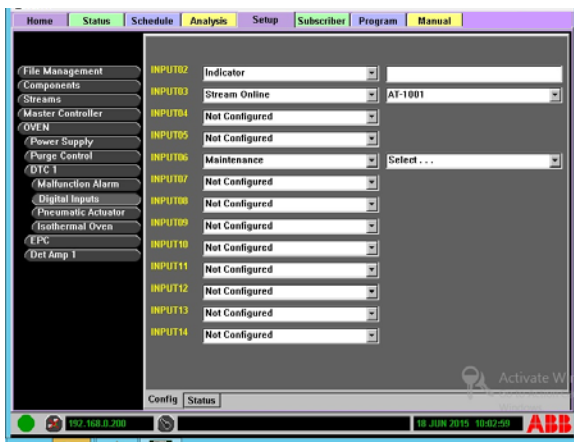 Home Status Schedule Analysis Setup Subscriber Program Manual
File Management
Components
Streams
Master Controller
OVEN
Power Supply
Purge Control
DTC 1
Malfunction Alarm
Digital Inputs
Pneumatic Actuator
Isothermal Oven
EPC
Det Amp 1
INPUT02 Indicator
INPUT03 Stream Online AT-1001
INPUT04 Not Configured
INPUT05 Not Configured
INPUT06 Maintenance Select . . .
INPUT07 Not Configured
INPUT08 Not Configured
INPUT09 Not Configured
INPUT10 Not Configured
INPUT11 Not Configured
INPUT12 Not Configured
INPUT13 Not Configured
INPUT14 Not Configured
Activate Wi
Config Status
192.168.0.200 18 JUN 2015 10:02:59 ABB